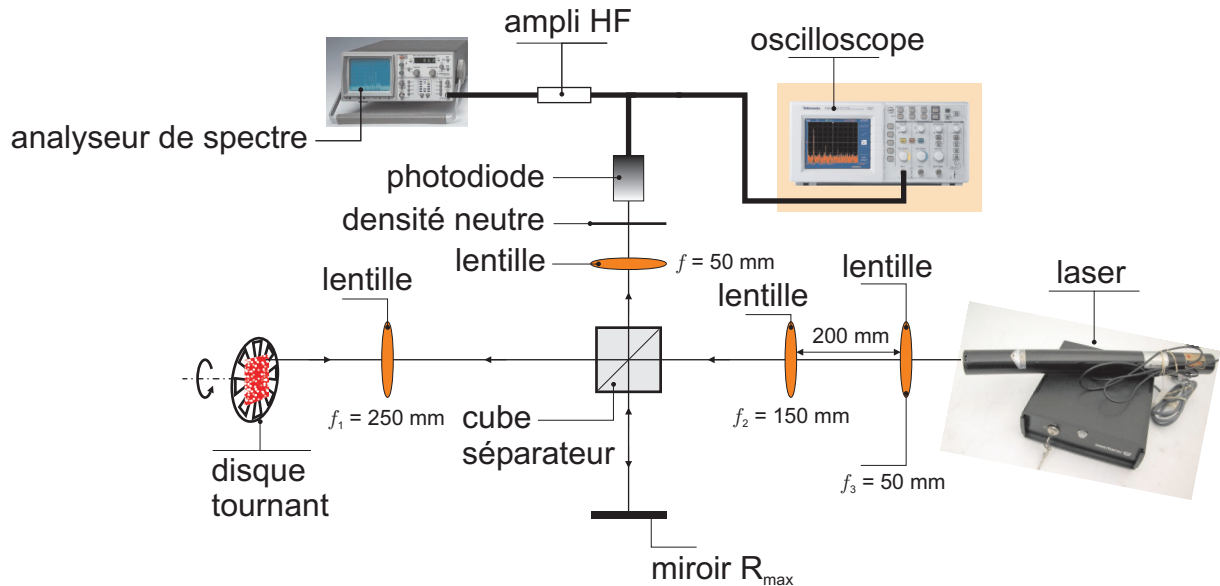 ampli HF
oscilloscope
analyseur de spectre
photodiode
densité neutre
lentille
f = 50 mm
lentille
lentille
lentille
laser
200 mm
f₁ = 250 mm
cube
séparateur
f₂ = 150 mm
disque
tournant
f₃ = 50 mm
miroir Rmax